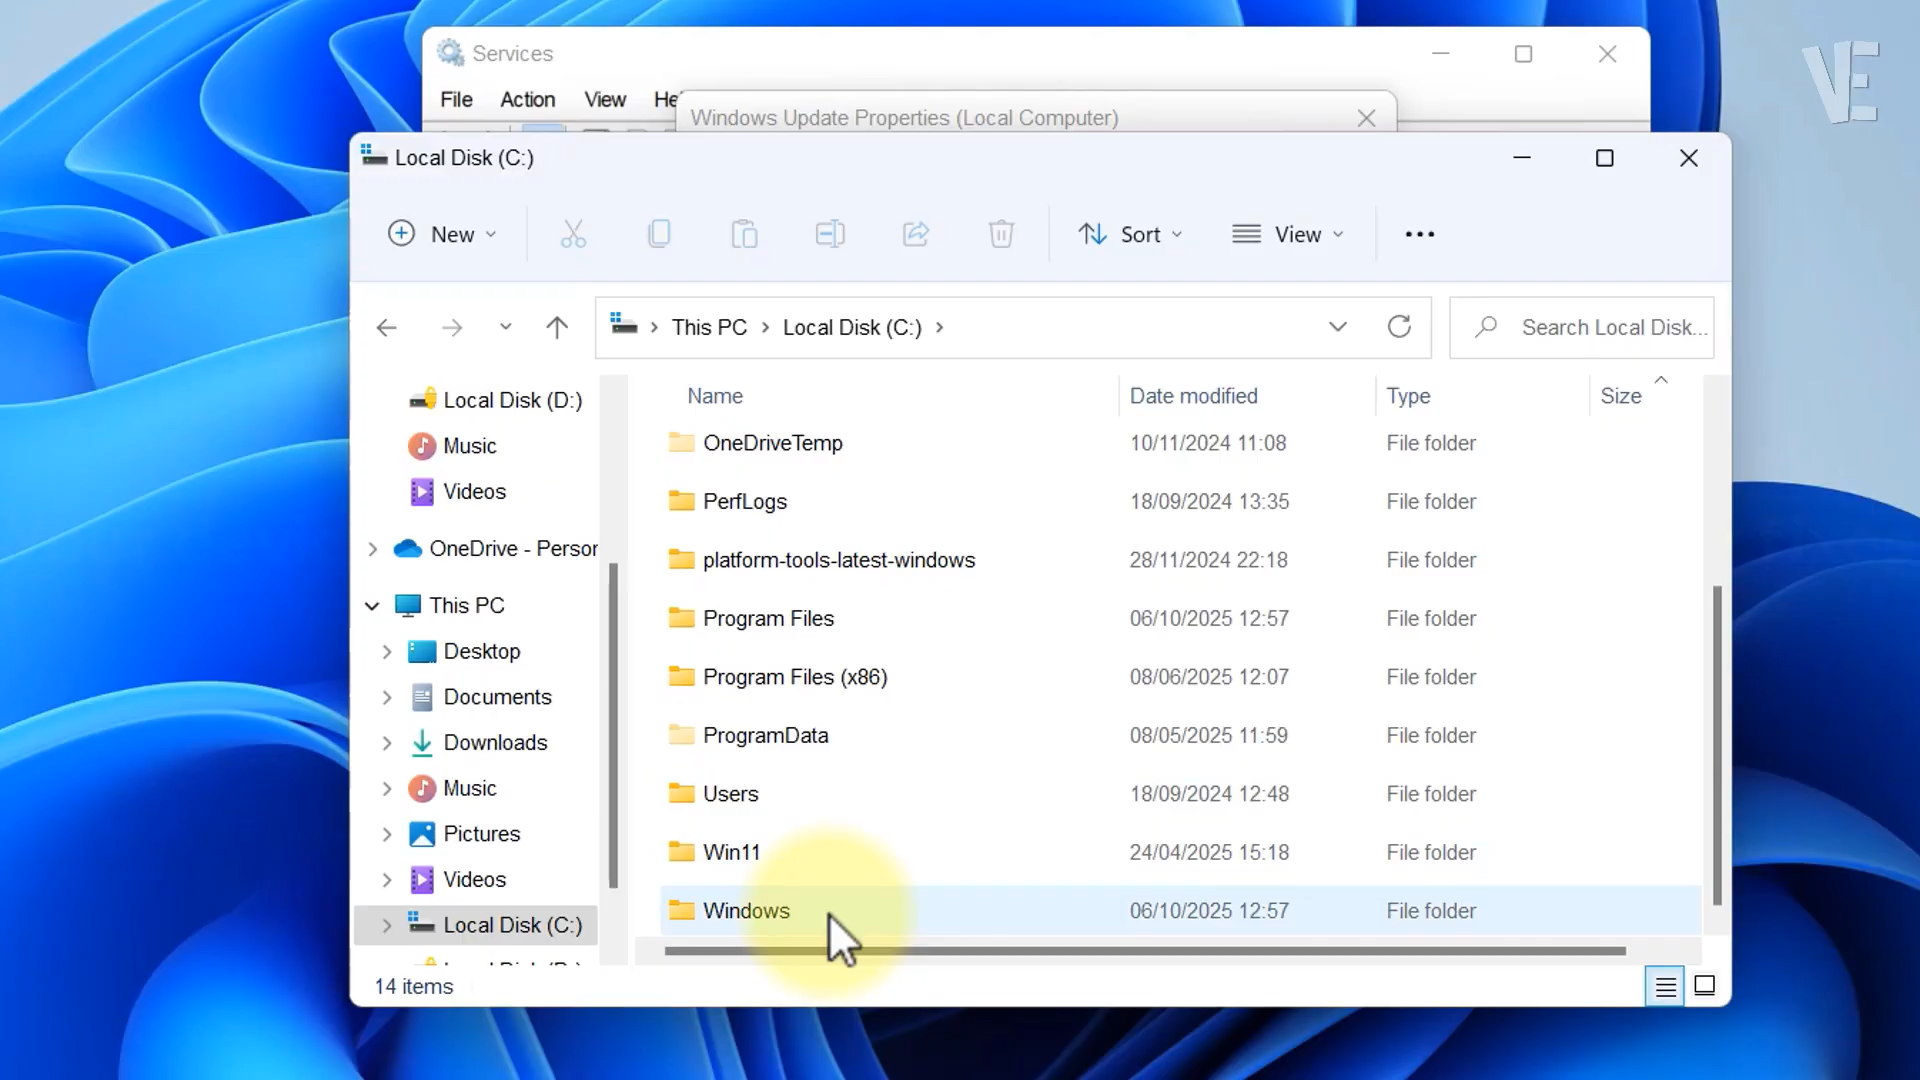 Services
VE
File Action View He
Windows Update Properties (Local Computer)
Local Disk (C:)
New Sort View
This PC Local Disk (C:) Search Local Disk...
Local Disk (D:)
Music
Videos
OneDrive - Person
This PC
Desktop
Documents
Downloads
Music
Pictures
Videos
Local Disk (C:)
Name Date modified Type Size
OneDriveTemp 10/11/2024 11:08 File folder
PerfLogs 18/09/2024 13:35 File folder
platform-tools-latest-windows 28/11/2024 22:18 File folder
Program Files 06/10/2025 12:57 File folder
Program Files (x86) 08/06/2025 12:07 File folder
ProgramData 08/05/2025 11:59 File folder
Users 18/09/2024 12:48 File folder
Win11 24/04/2025 15:18 File folder
Windows 06/10/2025 12:57 File folder
14 items